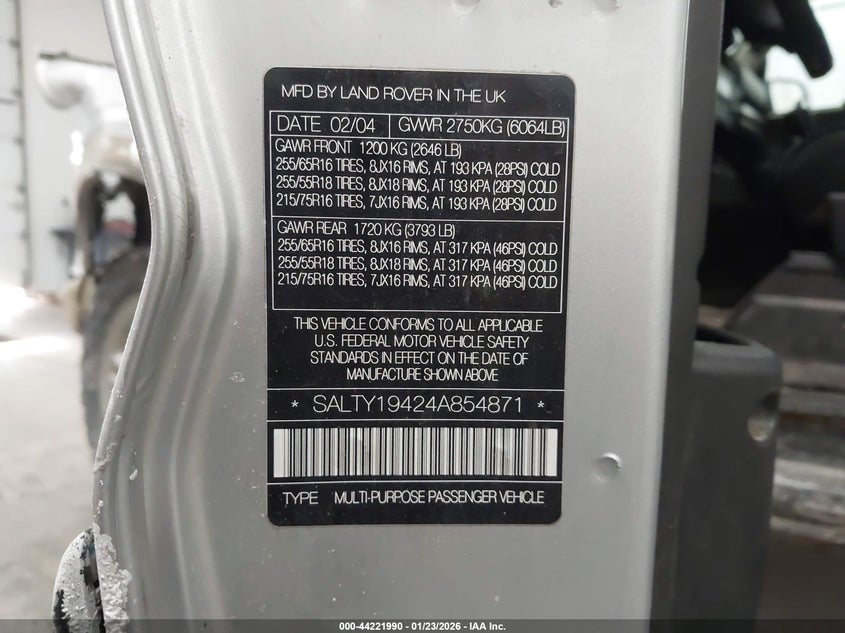 MFD BY LAND ROVER IN THE UK
DATE 02/04 GWWR 2750KG (6064LB)
GAWR FRONT 1200 KG (2646 LB)
255/65R16 TIRES, 8JX16 RIMS, AT 193 KPA (28PSI) COLD
255/55R18 TIRES, 8JX18 RIMS, AT 193 KPA (28PSI) COLD
215/75R16 TIRES, 7JX16 RIMS, AT 193 KPA (28PSI) COLD
GAWG REAR 1720 KG (3793 LB)
255/65R16 TIRES, 8JX16 RIMS, AT 317 KPA (46PSI) COLD
255/55R18 TIRES, 8JX18 RIMS, AT 317 KPA (46PSI) COLD
215/75R16 TIRES, 7JX16 RIMS, AT 317 KPA (46PSI) COLD
THIS VEHICLE CONFORMS TO ALL APPLICABLE
U.S. FEDERAL MOTOR VEHICLE SAFETY
STANDARDS IN EFFECT ON THE DATE OF
MANUFACTURE SHOWN ABOVE
* SALTY19424A854871 *
TYPE MULTI-PURPOSE PASSENGER VEHICLE
000-44221990 - 01/23/2026 - IAA Inc.